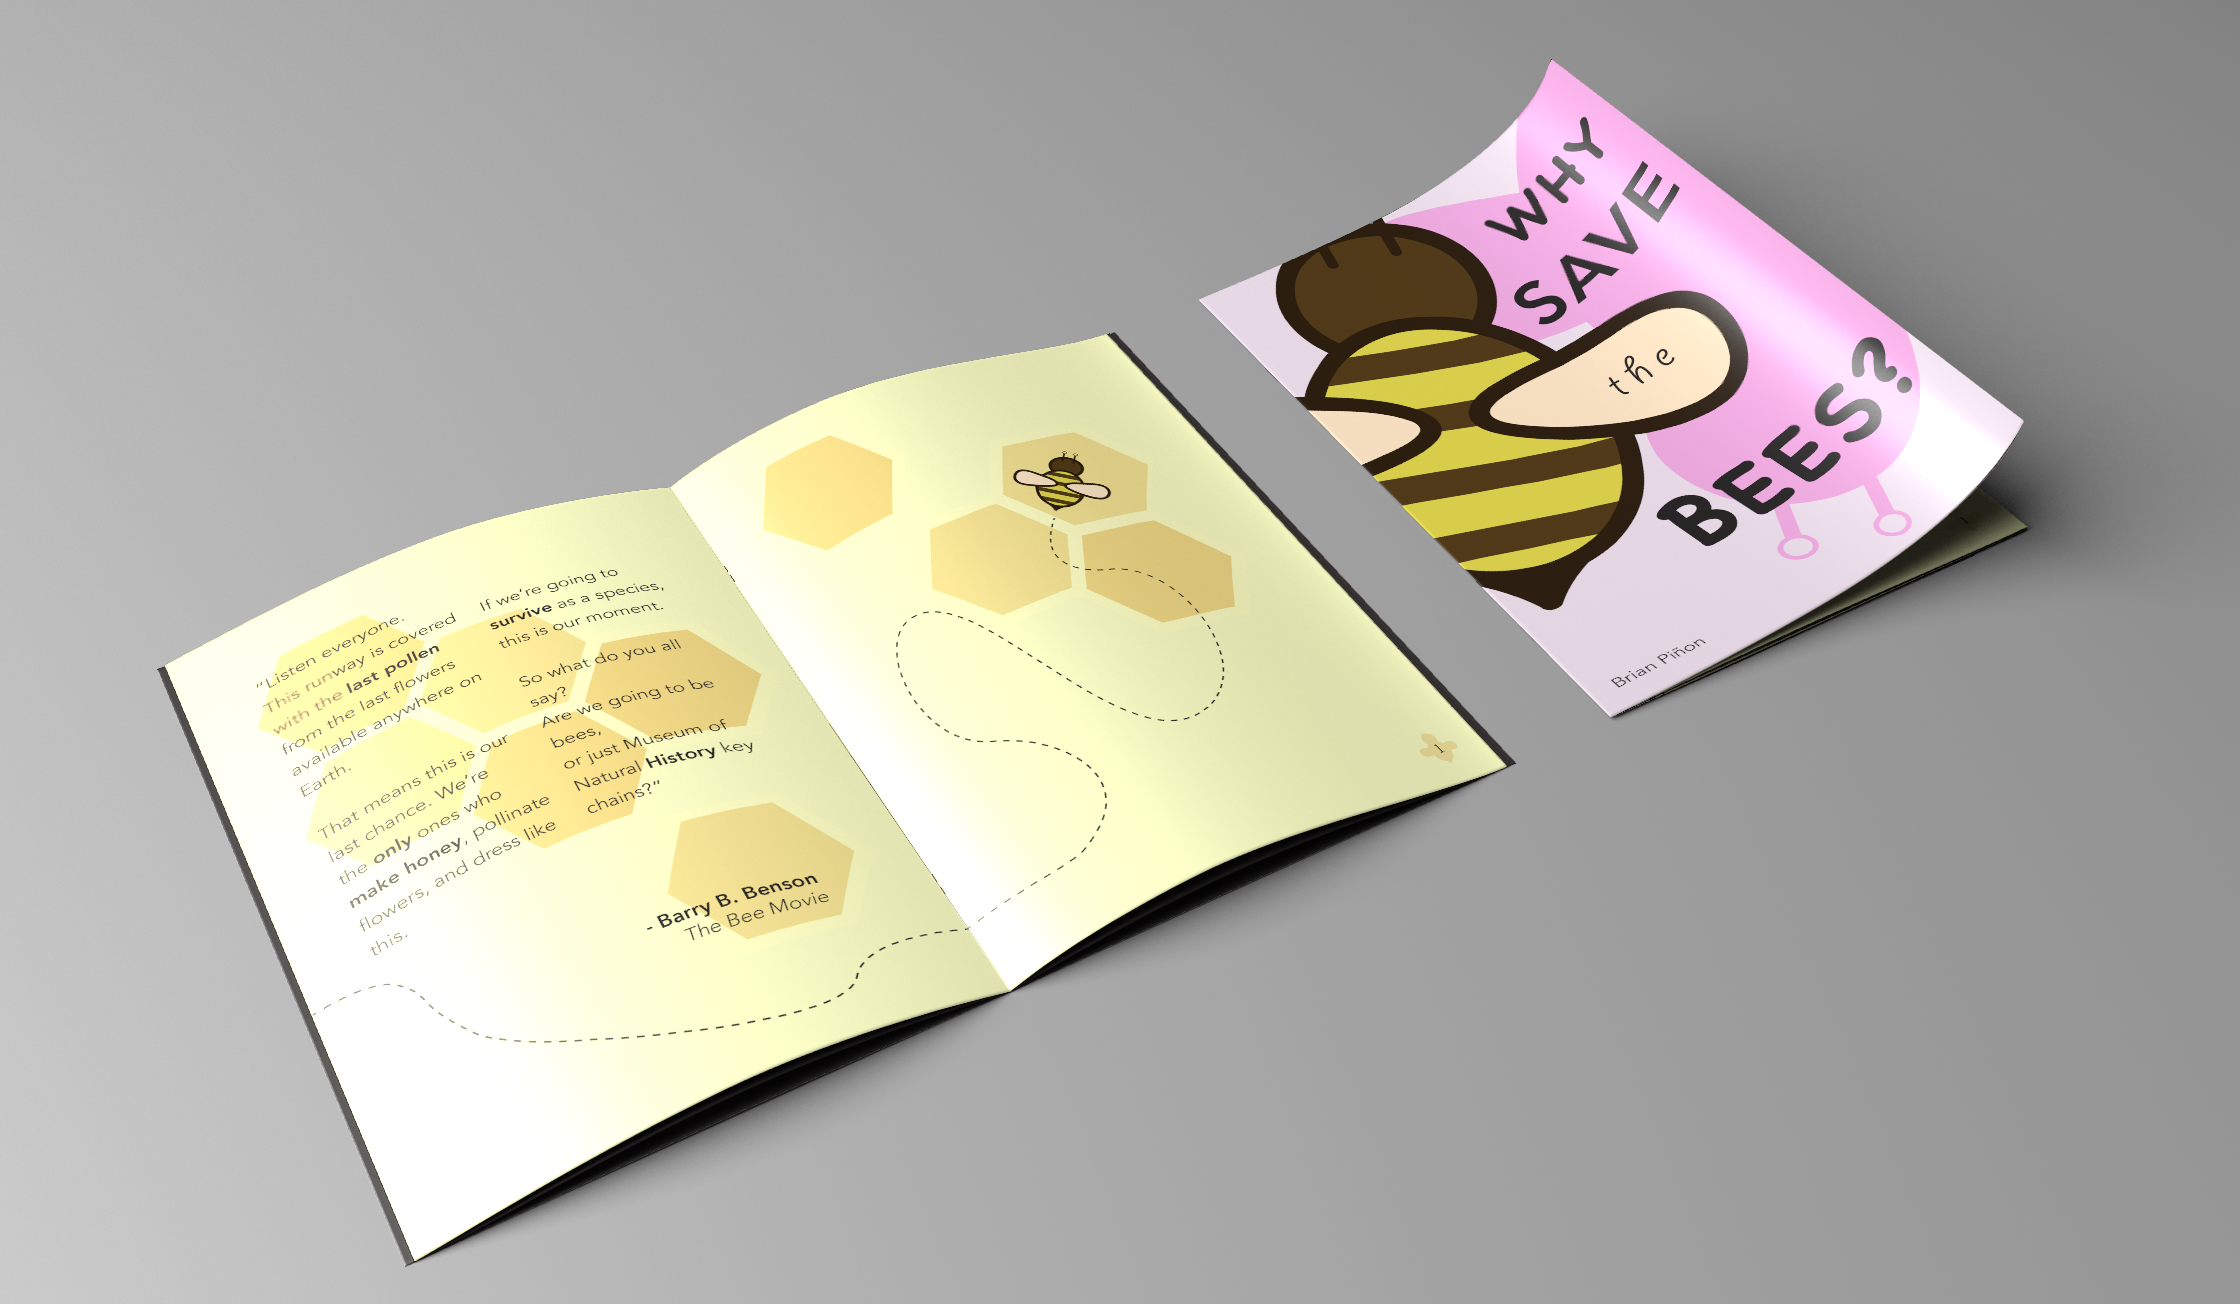 “Listen everyone.
This runway is covered
with the last pollen
from the last flowers
available anywhere on
Earth.
That means this is our
last chance. We’re
the only ones who
make honey, pollinate
flowers, and dress like
this.
If we’re going to
survive as a species,
this is our moment.
So what do you all
say?
Are we going to be
bees,
or just Museum of
Natural History key
chains?”
- Barry B. Benson
The Bee Movie
1
WHY
SAVE
the
BEES?
Brian Piñon